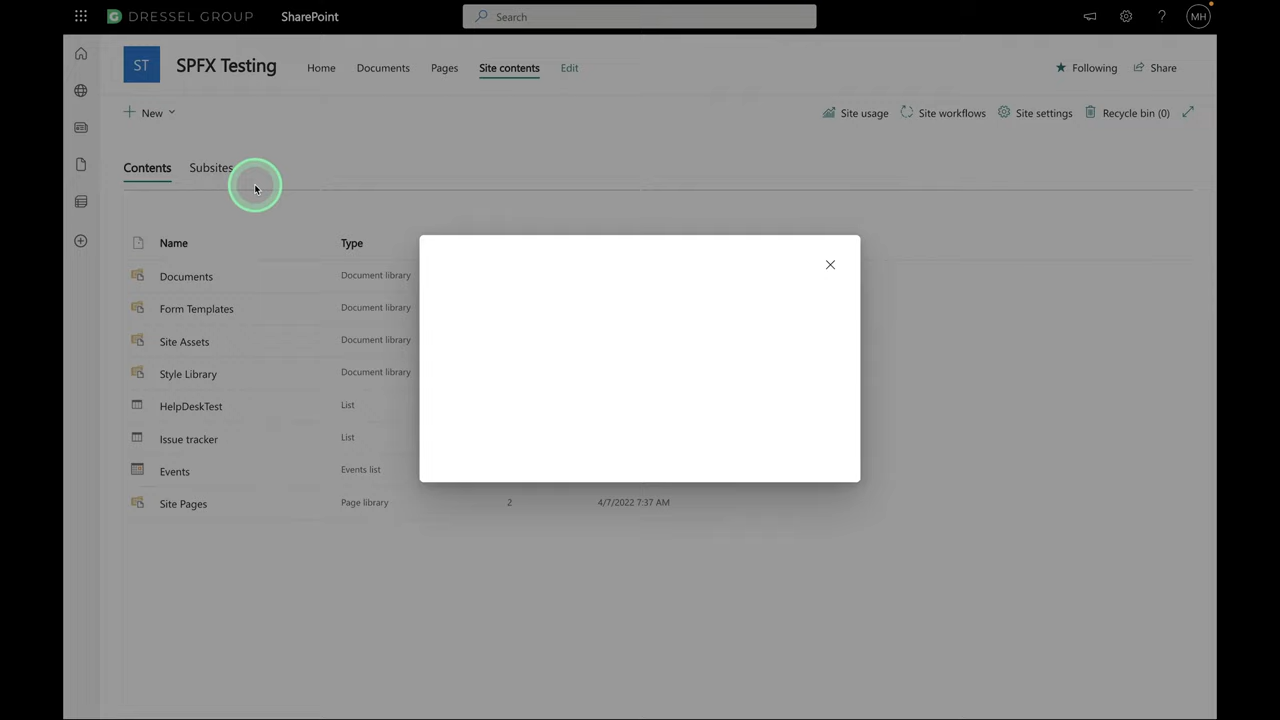 DRESSEL GROUP SharePoint Search MH
ST SPFX Testing Home Documents Pages Site contents Edit Following Share
New Site usage Site workflows Site settings Recycle bin (0)
Contents Subsites
Name Type
Documents Document library
Form Templates Document library
Site Assets Document library
Style Library Document library
HelpDeskTest List
Issue tracker List
Events Events list
Site Pages Page library 2 4/7/2022 7:37 AM